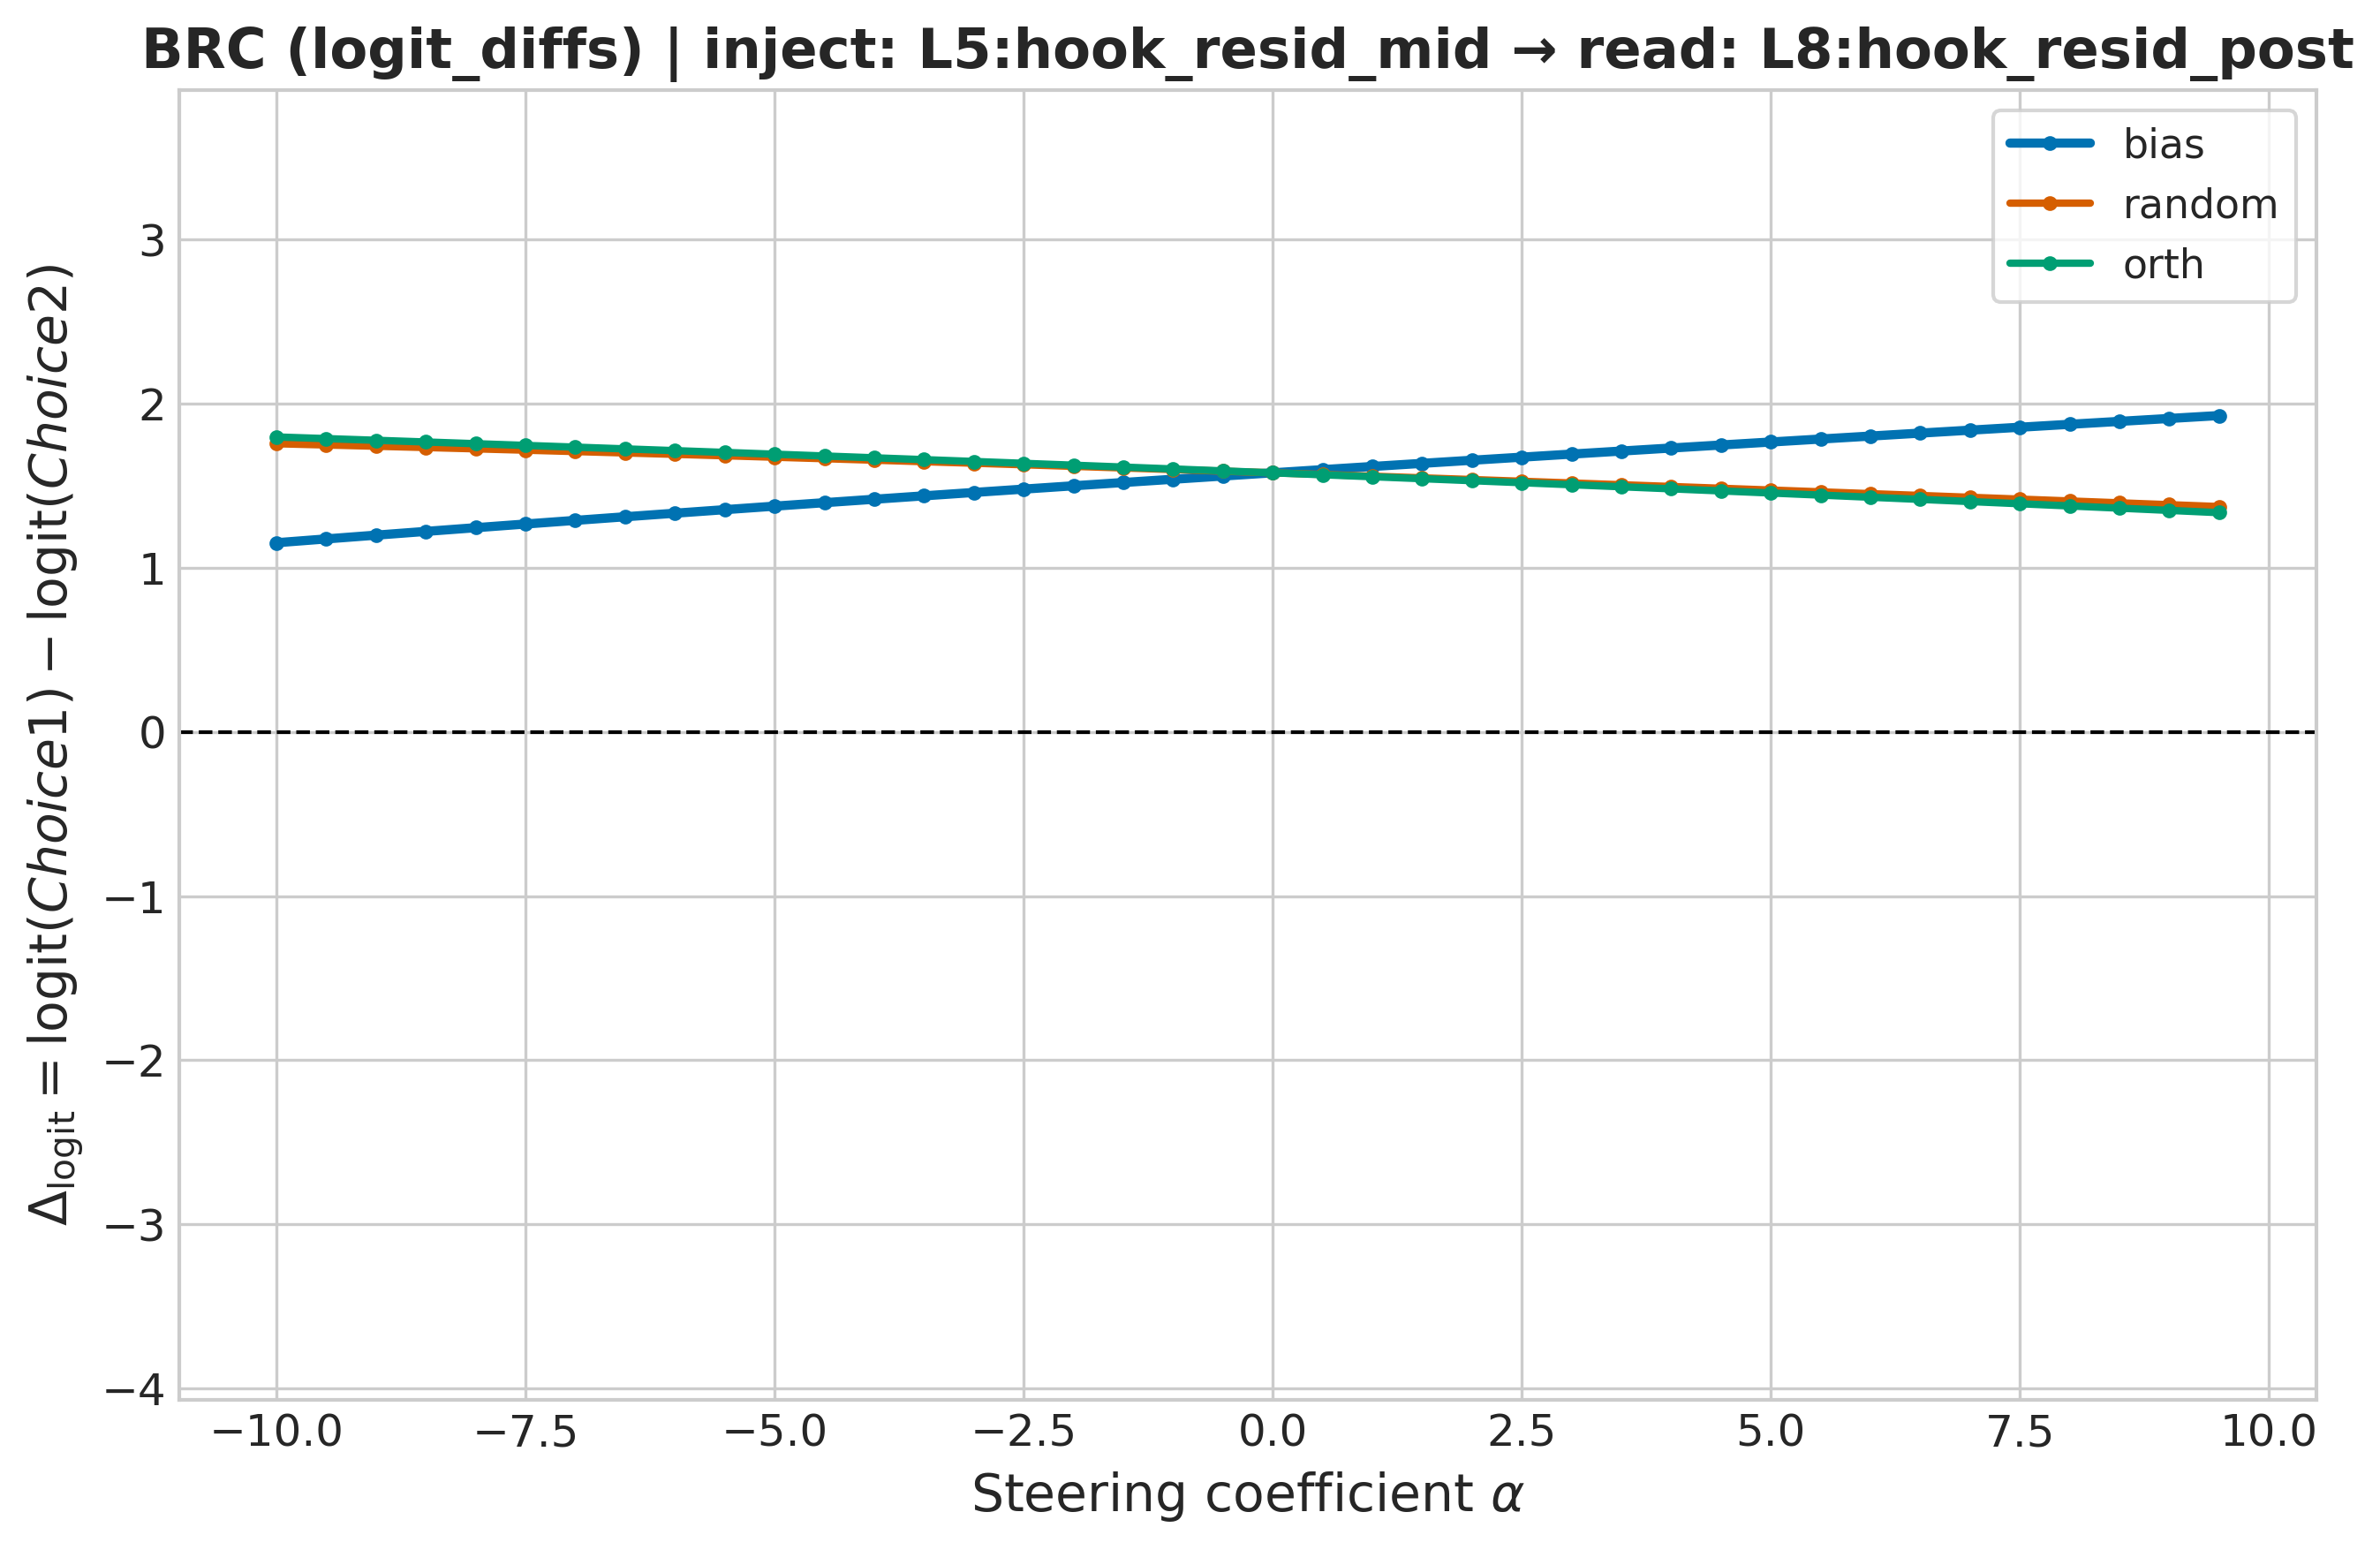 BRC (logit_diffs) | inject: L5:hook_resid_mid → read: L8:hook_resid_post
bias
random
orth
Δlogit = logit(Choice1) − logit(Choice2)
3
2
1
0
−1
−2
−3
−4
−10.0 −7.5 −5.0 −2.5 0.0 2.5 5.0 7.5 10.0
Steering coefficient α